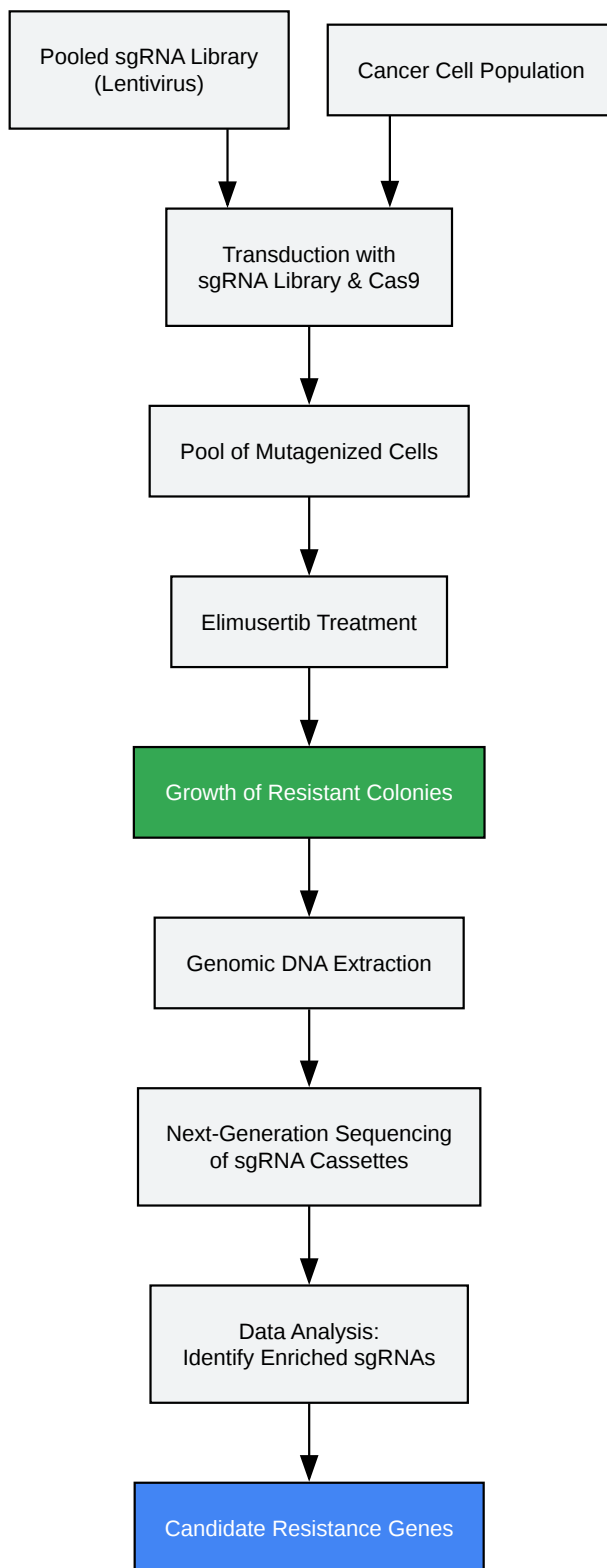 Pooled sgRNA Library
(Lentivirus)
Cancer Cell Population
Transduction with
sgRNA Library & Cas9
Pool of Mutagenized Cells
Elimusertib Treatment
Growth of Resistant Colonies
Genomic DNA Extraction
Next-Generation Sequencing
of sgRNA Cassettes
Data Analysis:
Identify Enriched sgRNAs
Candidate Resistance Genes